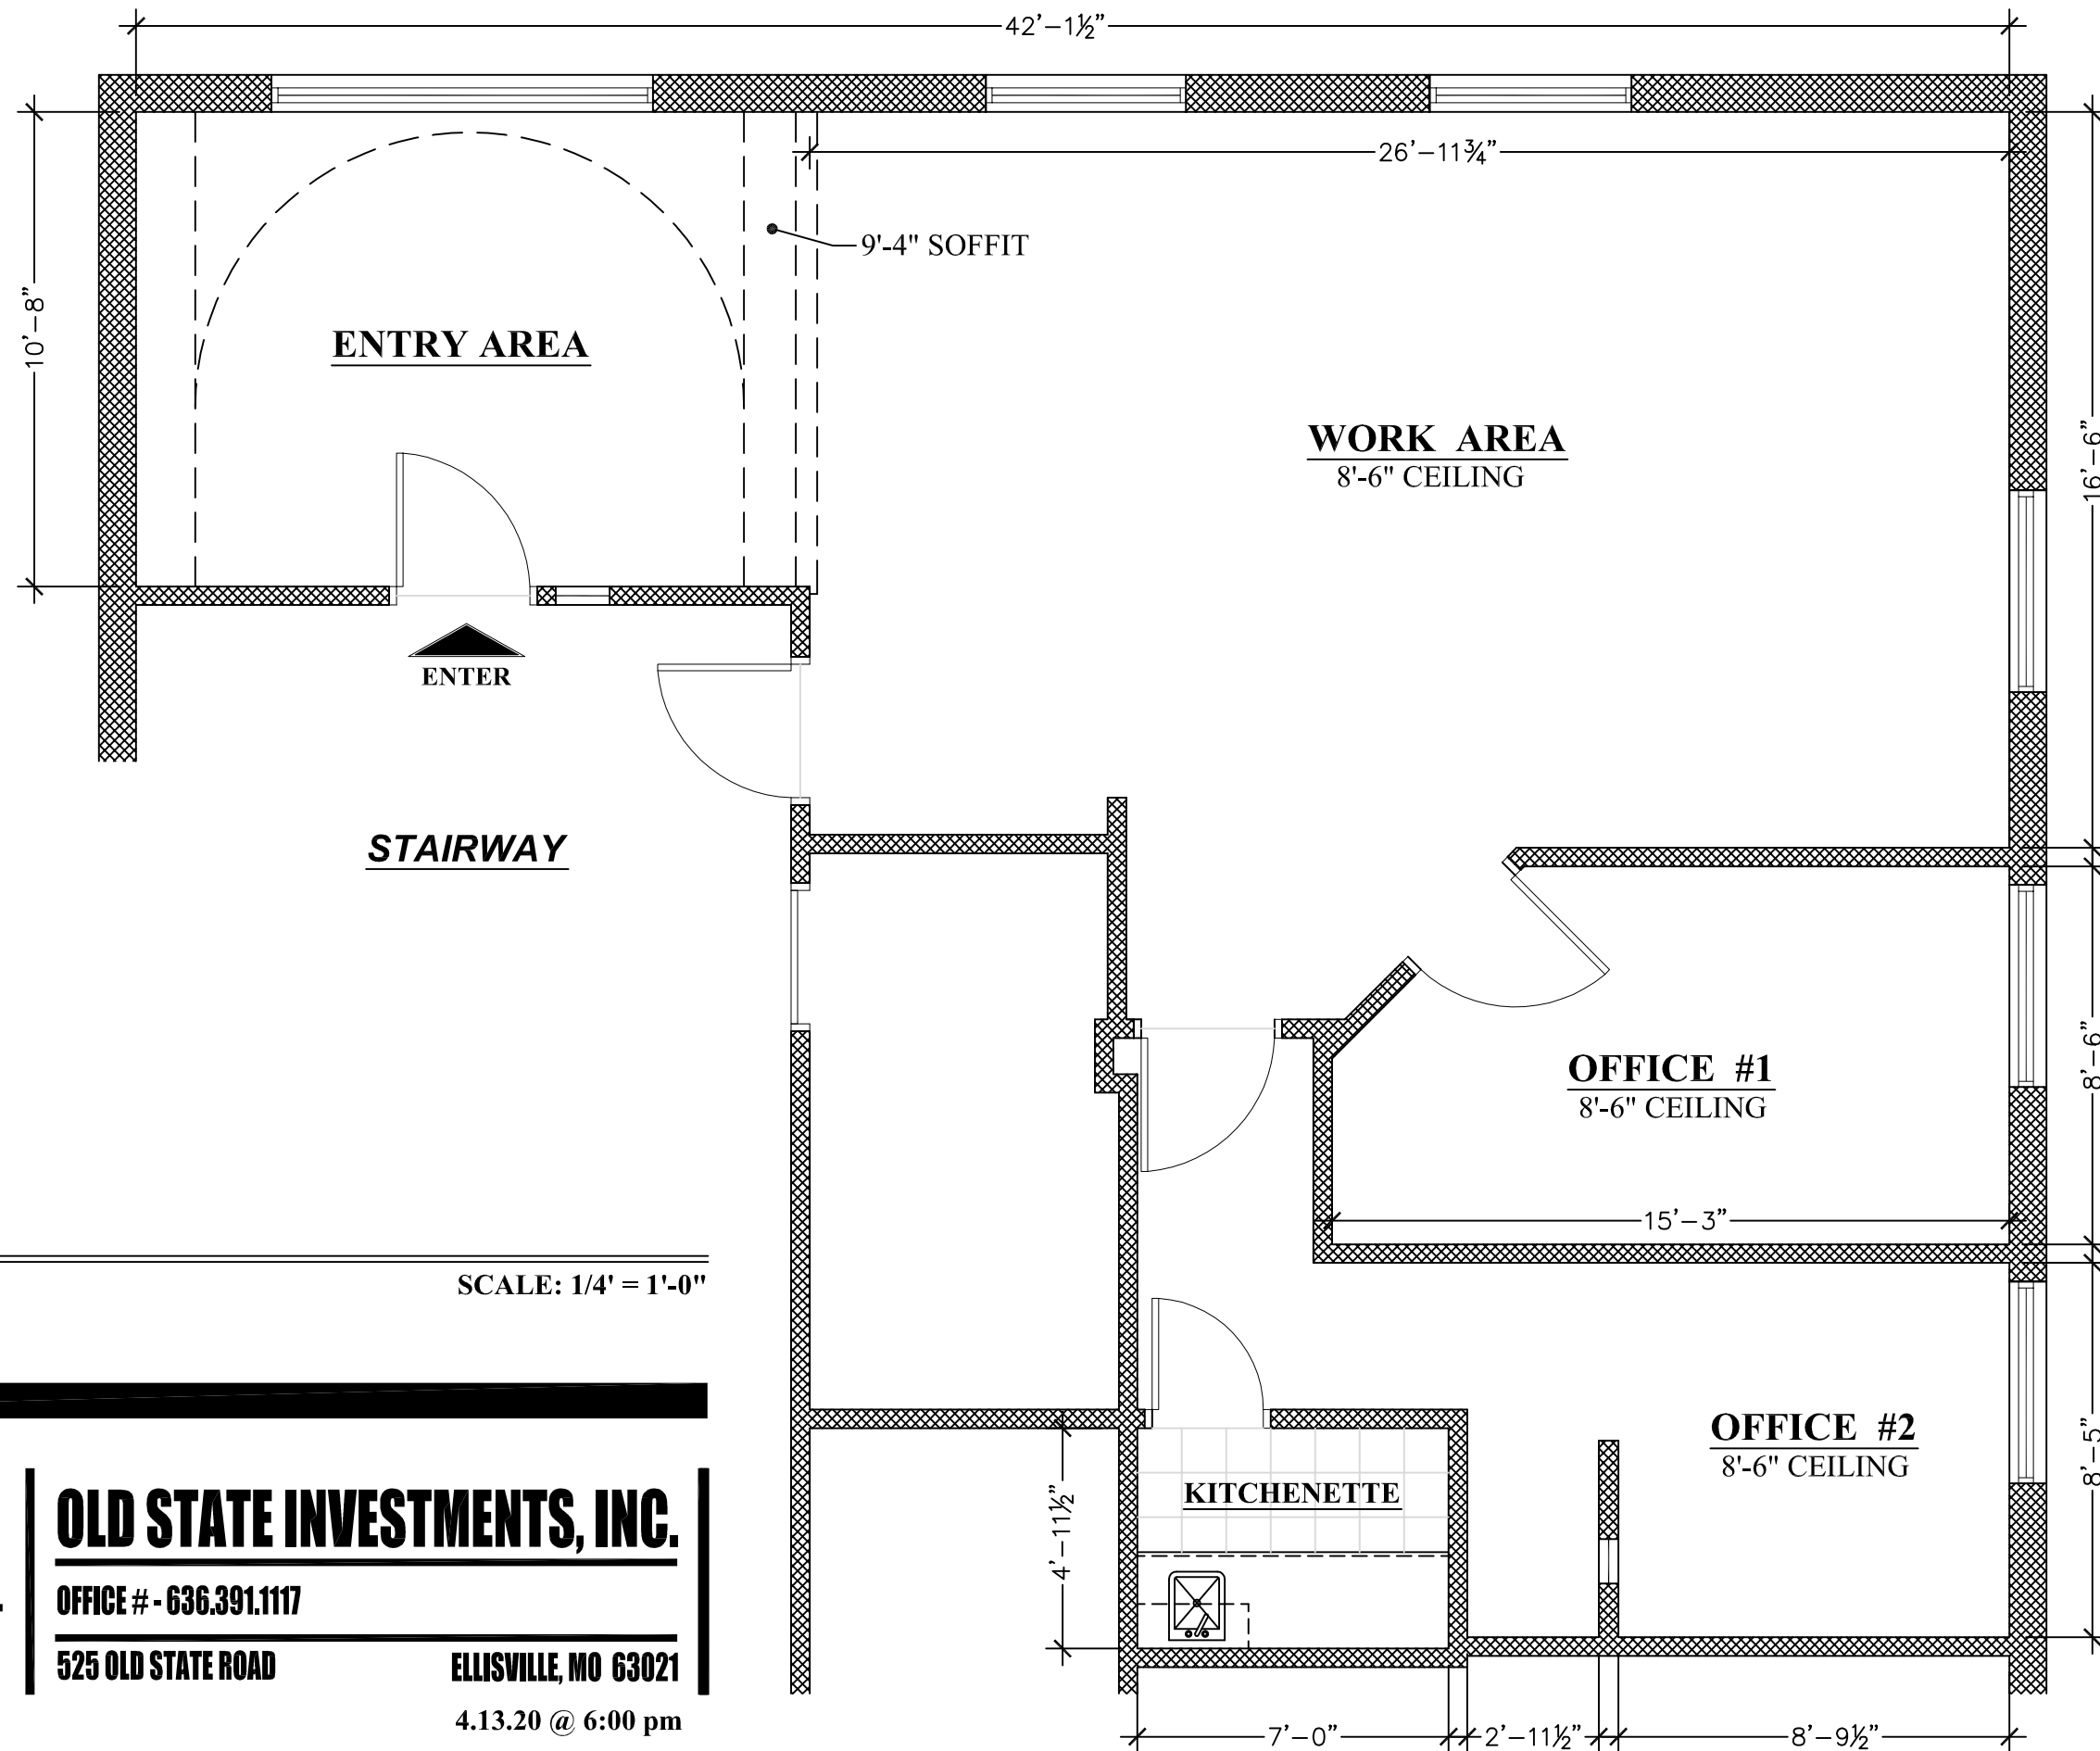 42'-1½"
26'-11¾"
9'-4" SOFFIT
10'-8"
ENTRY AREA
WORK AREA
8'-6" CEILING
16'-6"
ENTER
STAIRWAY
OFFICE #1
8'-6" CEILING
8'-6"
15'-3"
SCALE: 1/4' = 1'-0"
OFFICE #2
8'-6" CEILING
8'-5"
KITCHENETTE
4'-11½"
OLD STATE INVESTMENTS, INC.
OFFICE # - 636.391.1117
525 OLD STATE ROAD ELLISVILLE, MO 63021
4.13.20 @ 6:00 pm
7'-0"
2'-11½"
8'-9½"